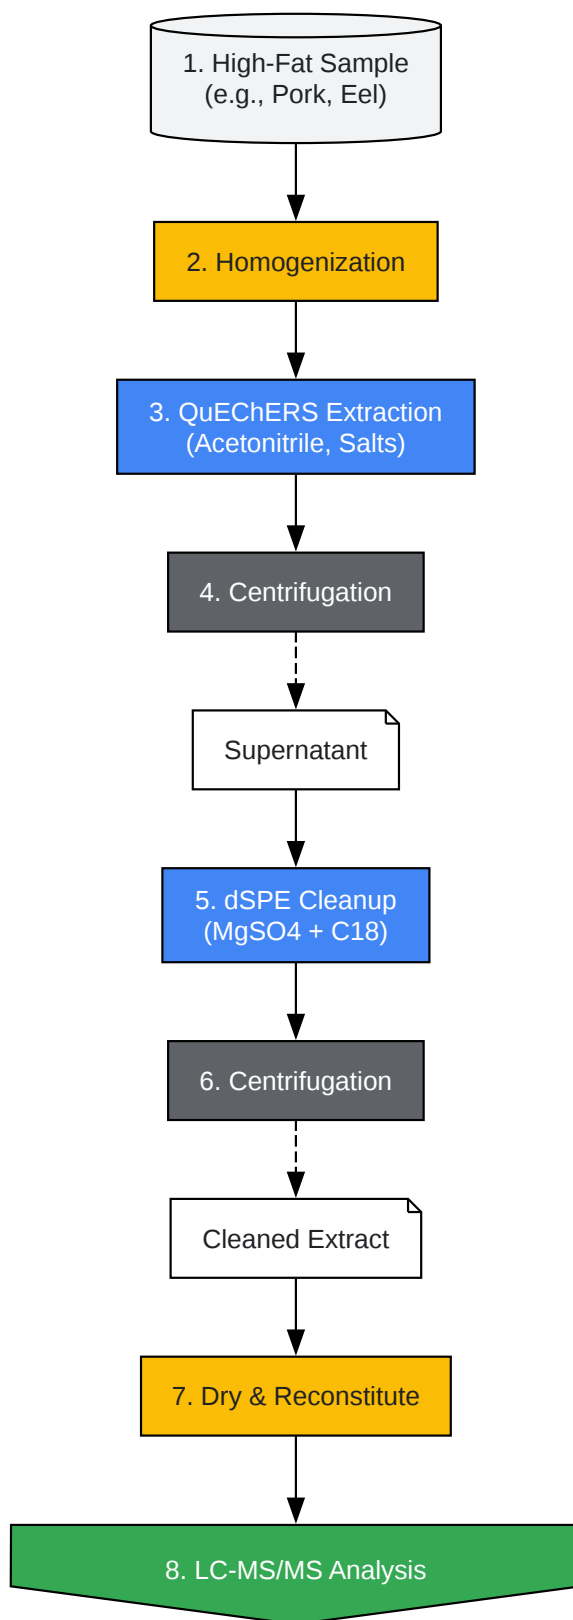 1. High-Fat Sample
(e.g., Pork, Eel)
2. Homogenization
3. QuEChERS Extraction
(Acetonitrile, Salts)
4. Centrifugation
Supernatant
5. dSPE Cleanup
(MgSO4 + C18)
6. Centrifugation
Cleaned Extract
7. Dry & Reconstitute
8. LC-MS/MS Analysis